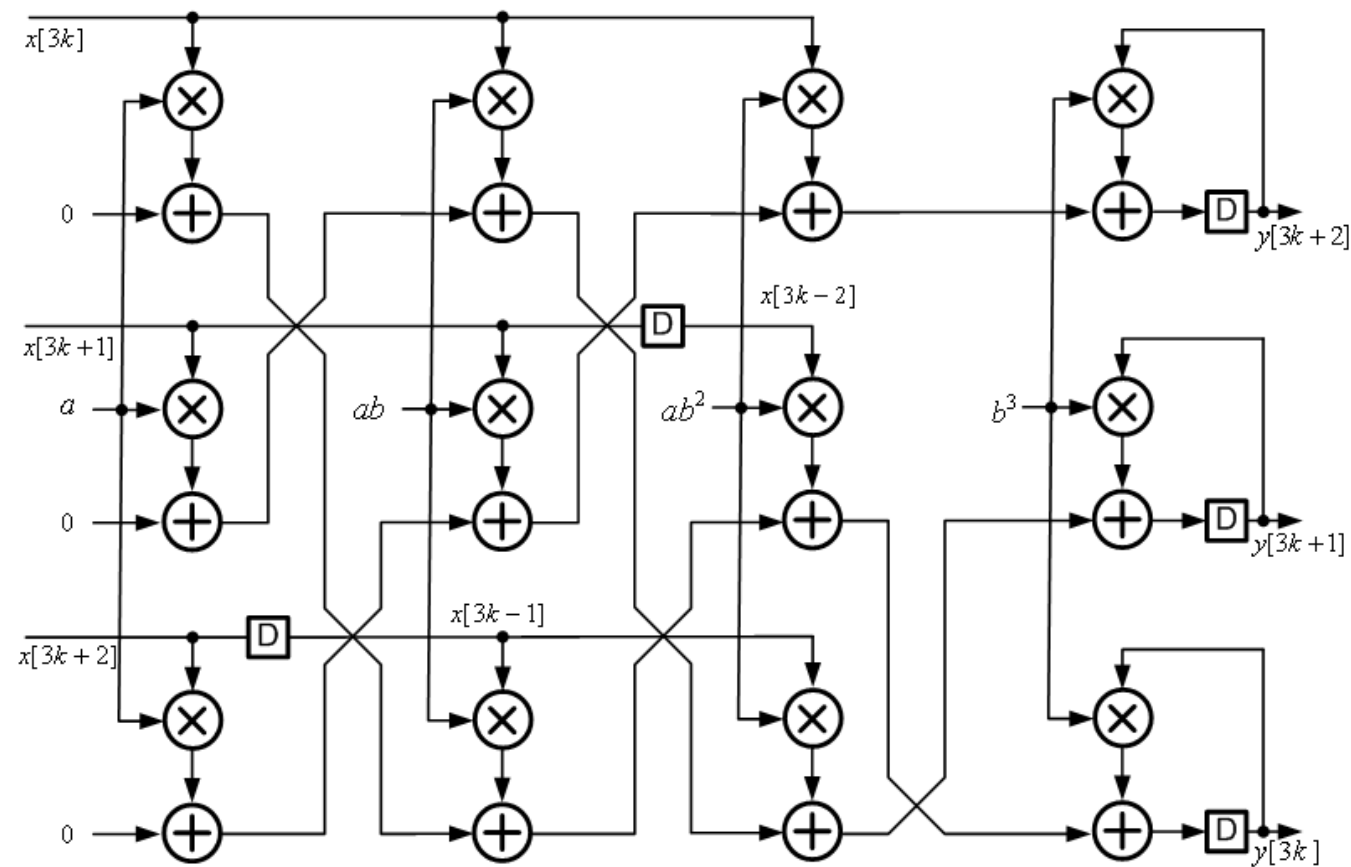 x[3k]
0
D
y[3k+2]
x[3k-2]
D
x[3k+1]
a
ab
ab²
b³
0
D
y[3k+1]
x[3k-1]
D
x[3k+2]
0
D
y[3k]